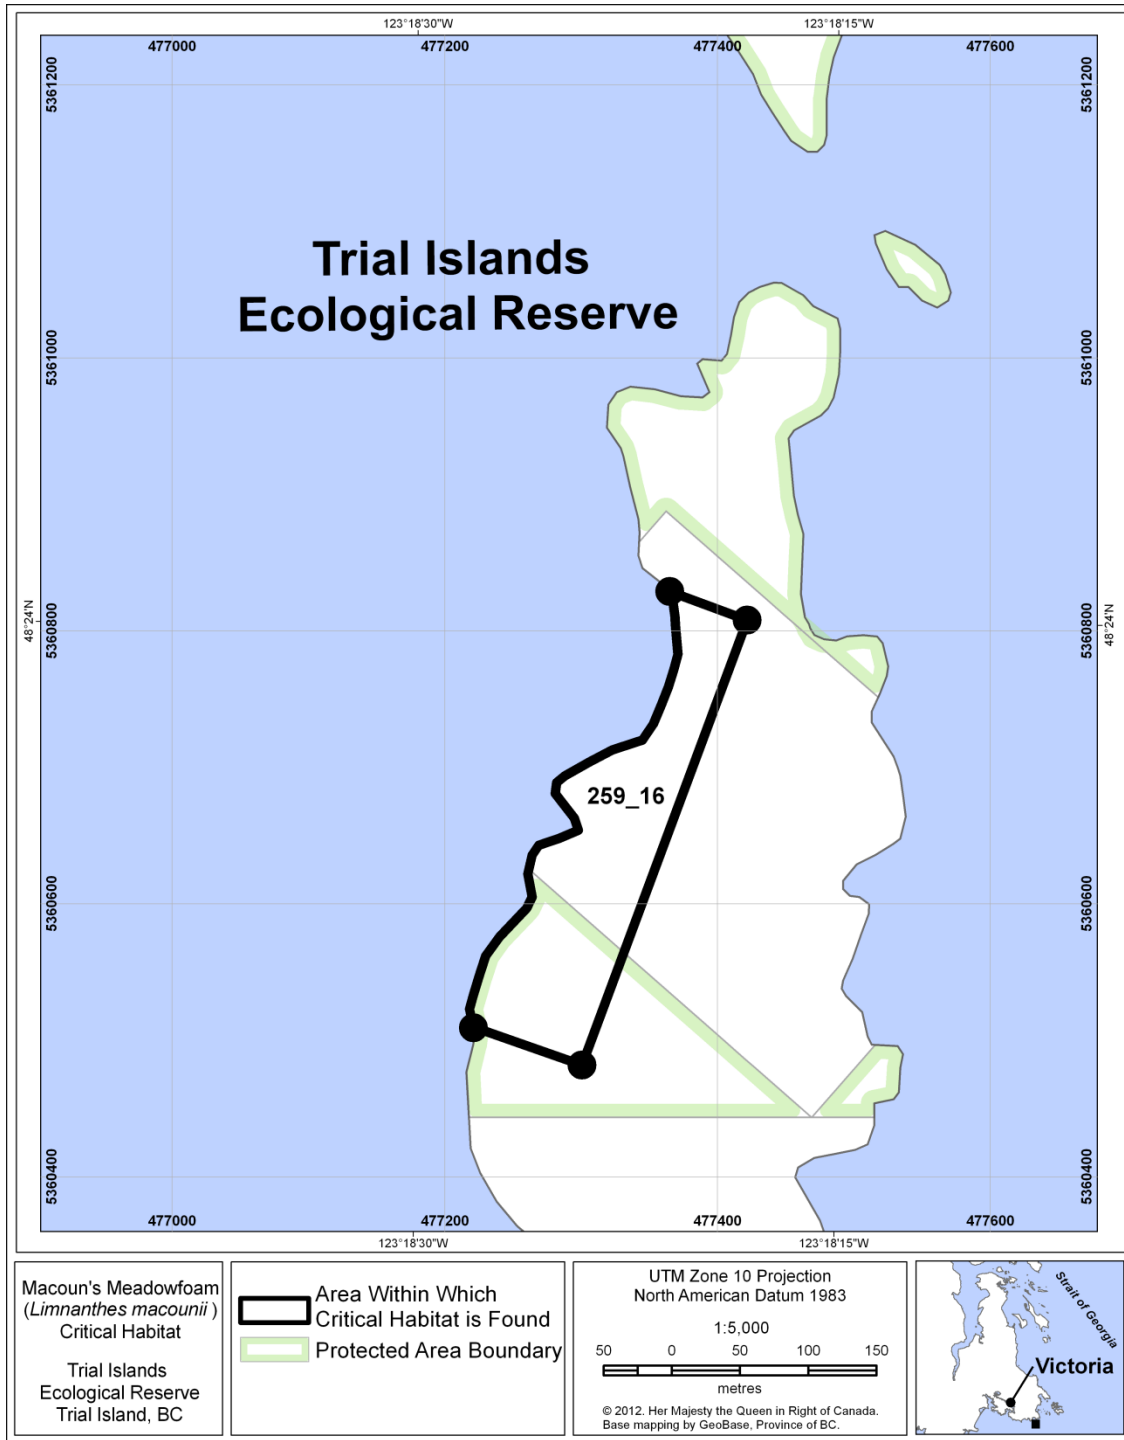 123°18'30"W
123°18'15"W
477000
477200
477400
477600
5361200
5361200
Trial Islands
Ecological Reserve
5361000
5361000
48°24'N
5360800
5360800
48°24'N
259_16
5360600
5360600
5360400
5360400
477000
477200
477400
477600
123°18'30"W
123°18'15"W
Macoun's Meadowfoam
(Limnanthes macounii )
Critical Habitat
Trial Islands
Ecological Reserve
Trial Island, BC
Area Within Which
Critical Habitat is Found
Protected Area Boundary
UTM Zone 10 Projection
North American Datum 1983
1:5,000
50 0 50 100 150
metres
© 2012. Her Majesty the Queen in Right of Canada.
Base mapping by GeoBase, Province of BC.
Strait of Georgia
Victoria